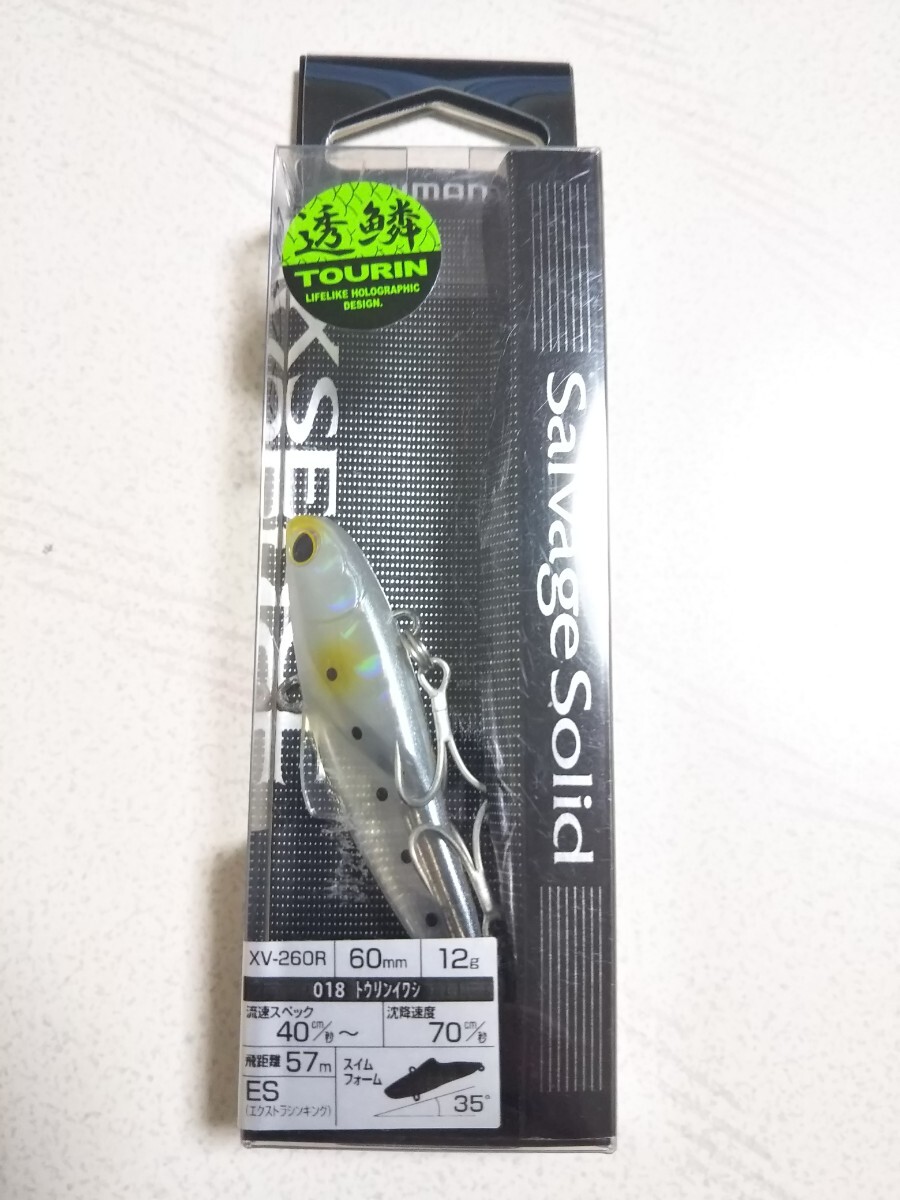 透鱗
TOURIN
LIFELIKE HOLOGRAPHIC
DESIGN.
SalvageSolid
XV-260R 60mm 12g
018 トウリンイワシ
流速スペック 40cm/秒～
沈降速度 70cm/秒
飛距離 57m
ES
(エクストラシンキング)
スイム
フォーム
35°